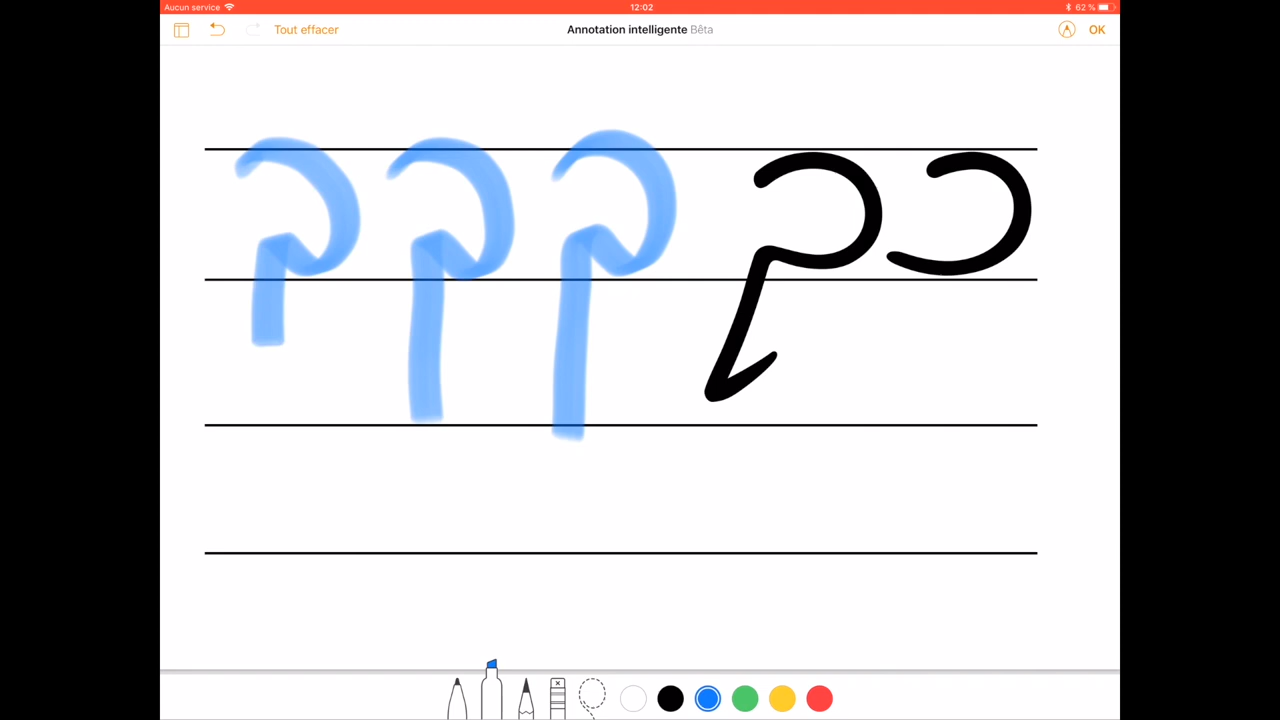 Aucun service 12:02 62 %
Tout effacer Annotation intelligente Bêta OK
כ ך ך ך ך